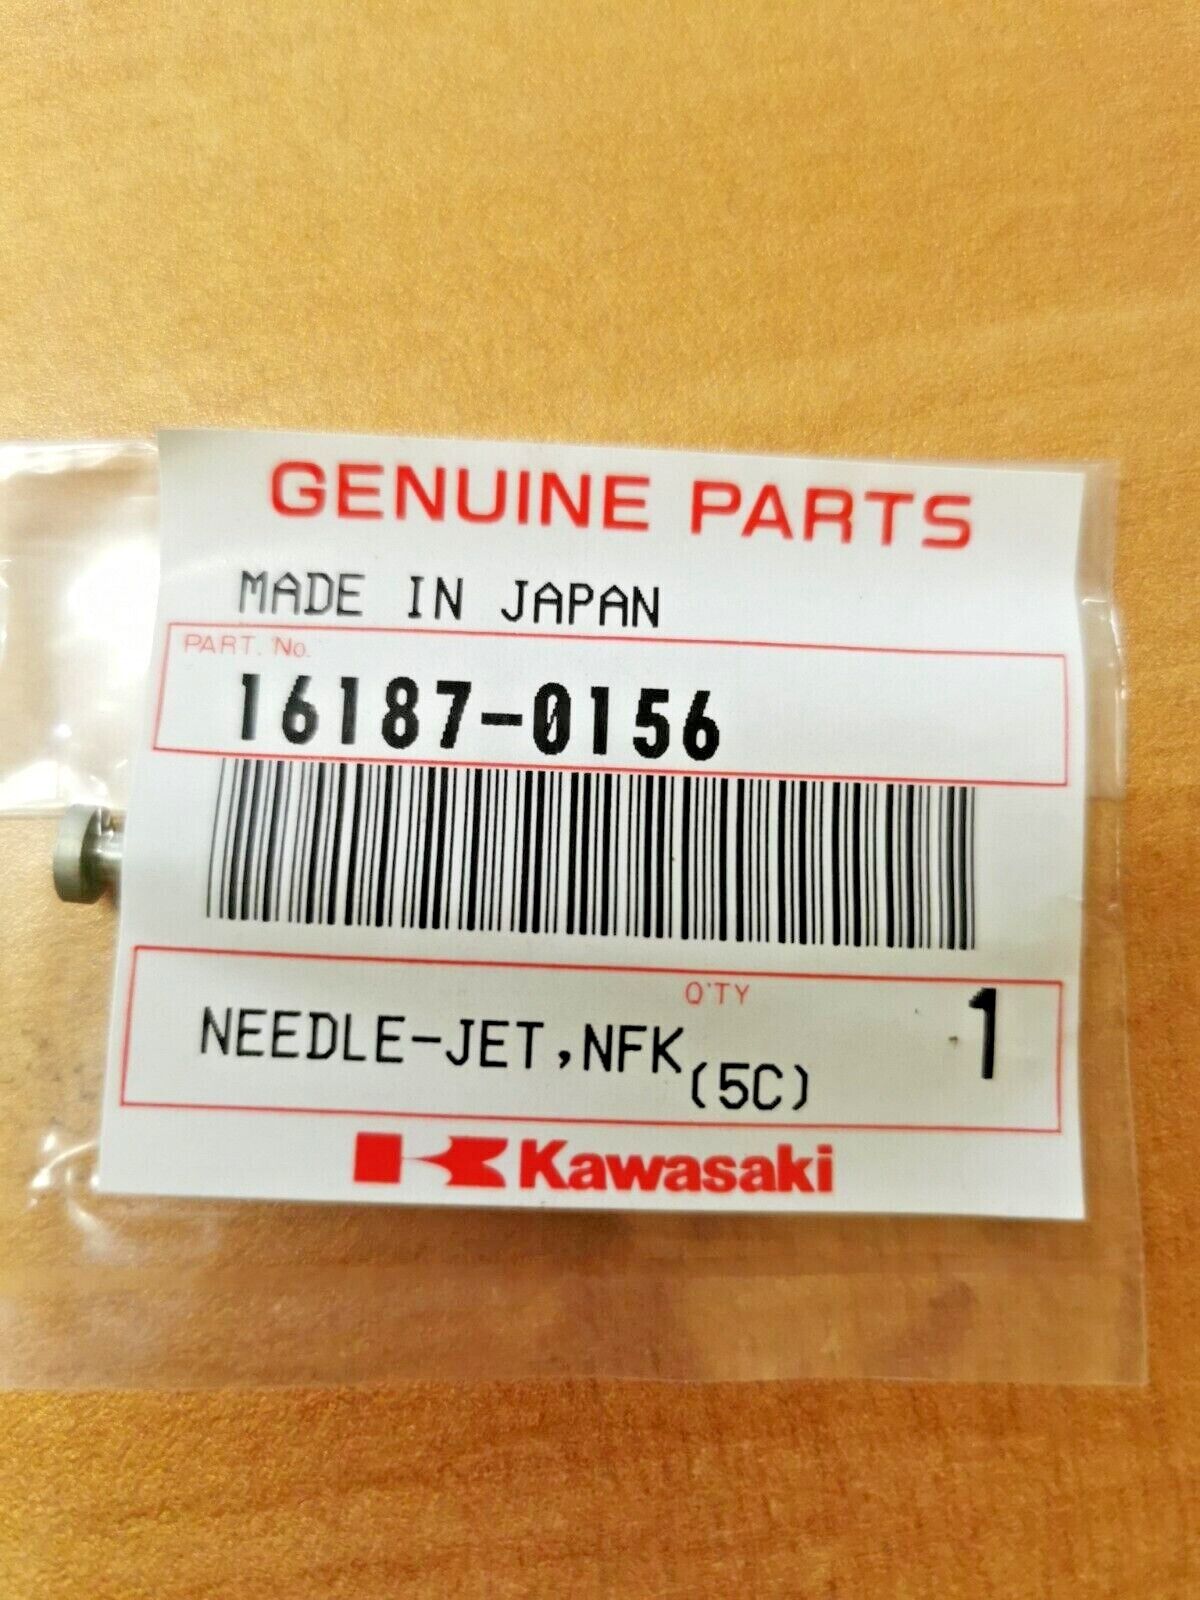 GENUINE PARTS
MADE IN JAPAN
PART. No.
16187-0156
Q'TY
NEEDLE-JET,NFK(5C) 1
Kawasaki